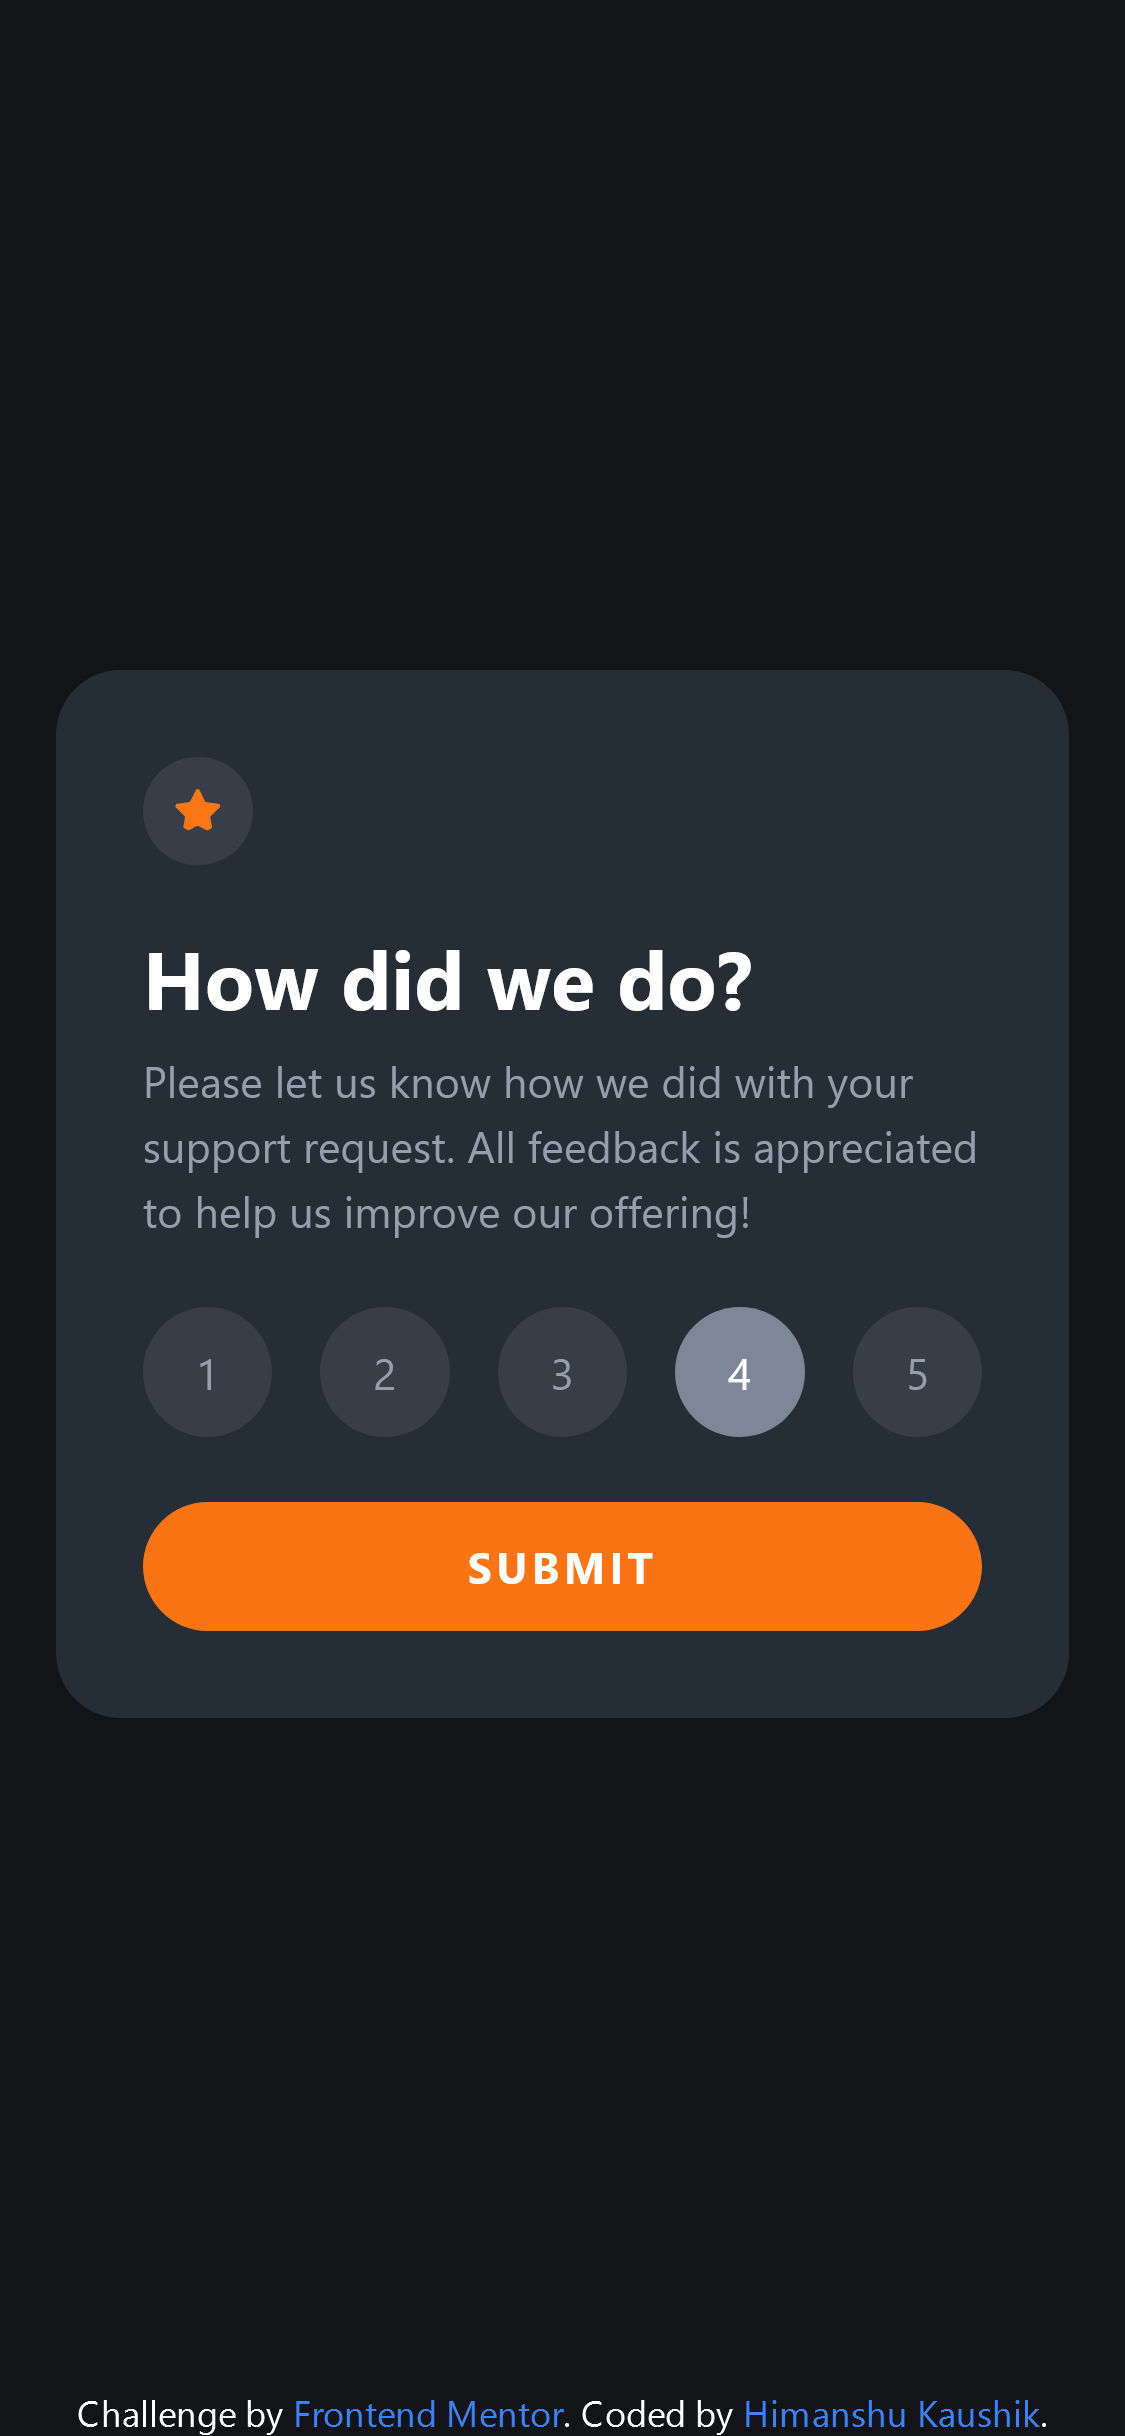 How did we do?
Please let us know how we did with your
support request. All feedback is appreciated
to help us improve our offering!
1 2 3 4 5
SUBMIT
Challenge by Frontend Mentor. Coded by Himanshu Kaushik.